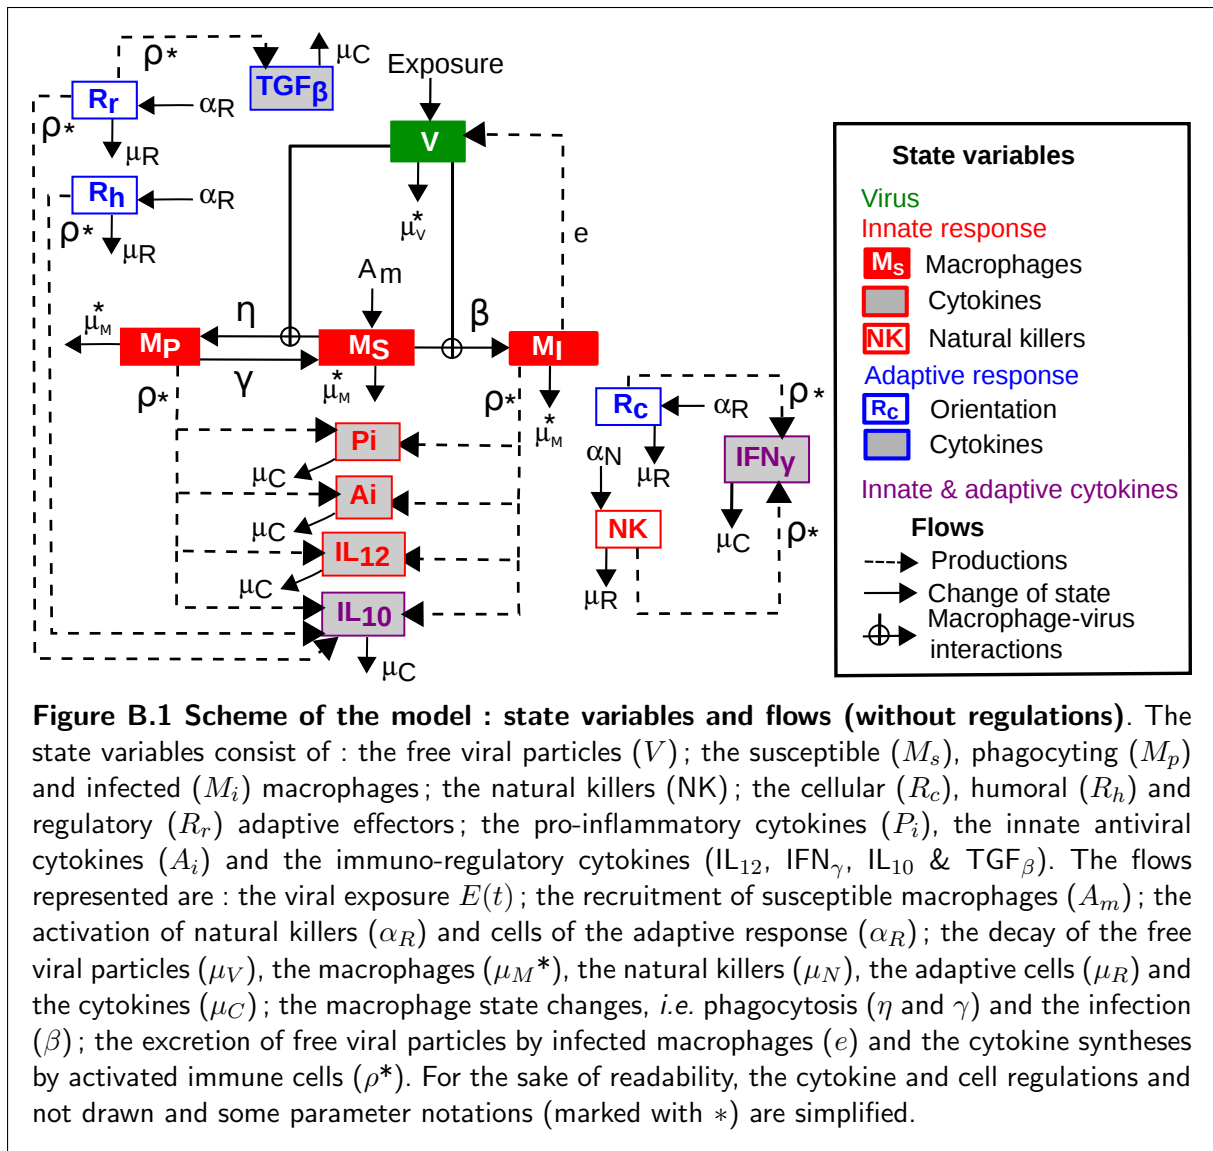 ρ*
μC
Exposure
TGFβ
Rr
αR
ρ*
μR
V
Rh
αR
ρ*
μR
μV*
e
Am
μM*
η
β
MP
MS
MI
γ
μM*
ρ*
ρ*
μM*
Pi
μC
Ai
μC
IL12
μC
IL10
μC
Rc
αR
ρ*
μR
IFNγ
αN
NK
μC
ρ*
μR
State variables
Virus
Innate response
MS Macrophages
Cytokines
NK Natural killers
Adaptive response
Rc Orientation
Cytokines
Innate & adaptive cytokines
Flows
Productions
Change of state
Macrophage-virus
interactions
Figure B.1 Scheme of the model : state variables and flows (without regulations). The
state variables consist of : the free viral particles (V) ; the susceptible (Ms), phagocyting (Mp)
and infected (Mi) macrophages ; the natural killers (NK) ; the cellular (Rc), humoral (Rh) and
regulatory (Rr) adaptive effectors ; the pro-inflammatory cytokines (Pi), the innate antiviral
cytokines (Ai) and the immuno-regulatory cytokines (IL12, IFNγ, IL10 & TGFβ). The flows
represented are : the viral exposure E(t) ; the recruitment of susceptible macrophages (Am) ; the
activation of natural killers (αR) and cells of the adaptive response (αR) ; the decay of the free
viral particles (μV), the macrophages (μM*), the natural killers (μN), the adaptive cells (μR) and
the cytokines (μC) ; the macrophage state changes, i.e. phagocytosis (η and γ) and the infection
(β) ; the excretion of free viral particles by infected macrophages (e) and the cytokine syntheses
by activated immune cells (ρ*). For the sake of readability, the cytokine and cell regulations and
not drawn and some parameter notations (marked with *) are simplified.